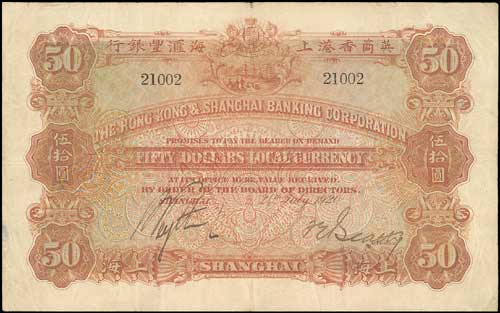 50 行銀豐滙海 上港香商英 50
21002 21002
THE HONG KONG & SHANGHAI BANKING CORPORATION
PROMISES TO PAY THE BEARER ON DEMAND
FIFTY DOLLARS LOCAL CURRENCY
伍拾圓 伍拾圓
AT ITS OFFICE HERE, VALUE RECEIVED.
BY ORDER OF THE BOARD OF DIRECTORS.
SHANGHAI July 1920
50 海上 SHANGHAI 海上 50